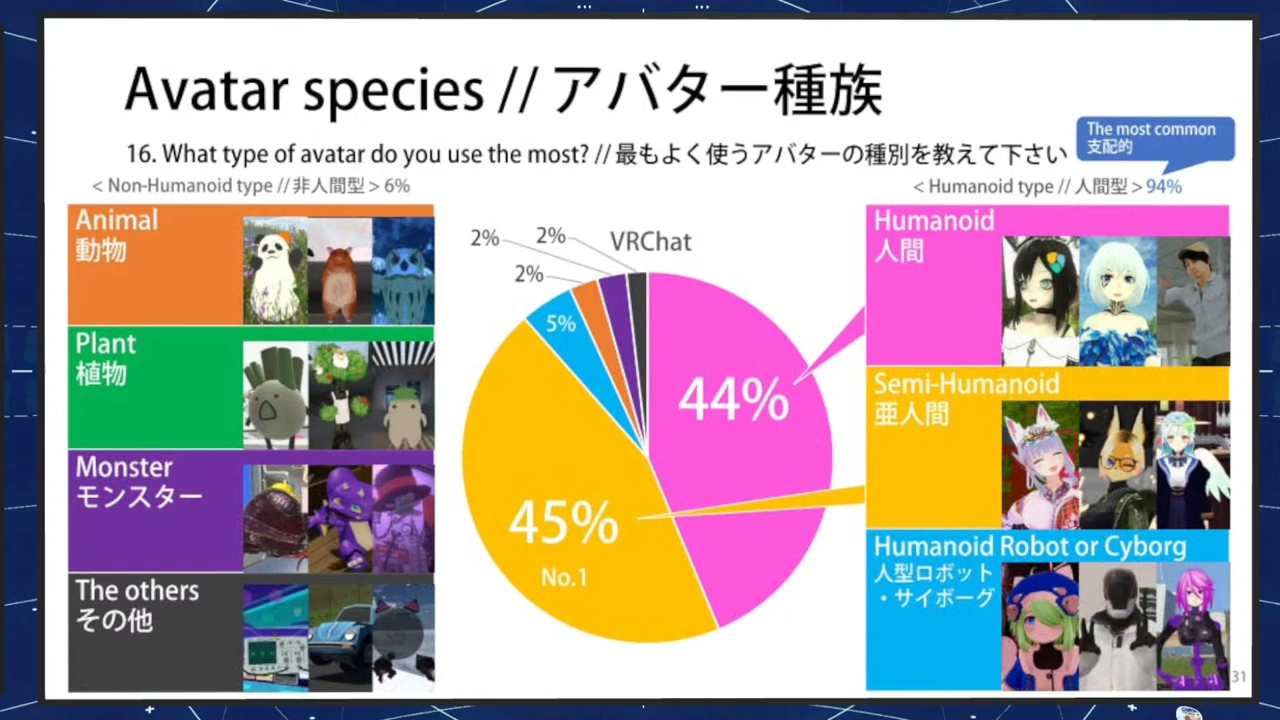 Avatar species // アバター種族
16. What type of avatar do you use the most? // 最もよく使うアバターの種別を教えて下さい
The most common
支配的
< Non-Humanoid type // 非人間型 > 6%
< Humanoid type // 人間型 > 94%
Animal
動物
Plant
植物
Monster
モンスター
The others
その他
VRChat
2%
2%
2%
5%
44%
45%
No.1
Humanoid
人間
Semi-Humanoid
亜人間
Humanoid Robot or Cyborg
人型ロボット
・サイボーグ
31